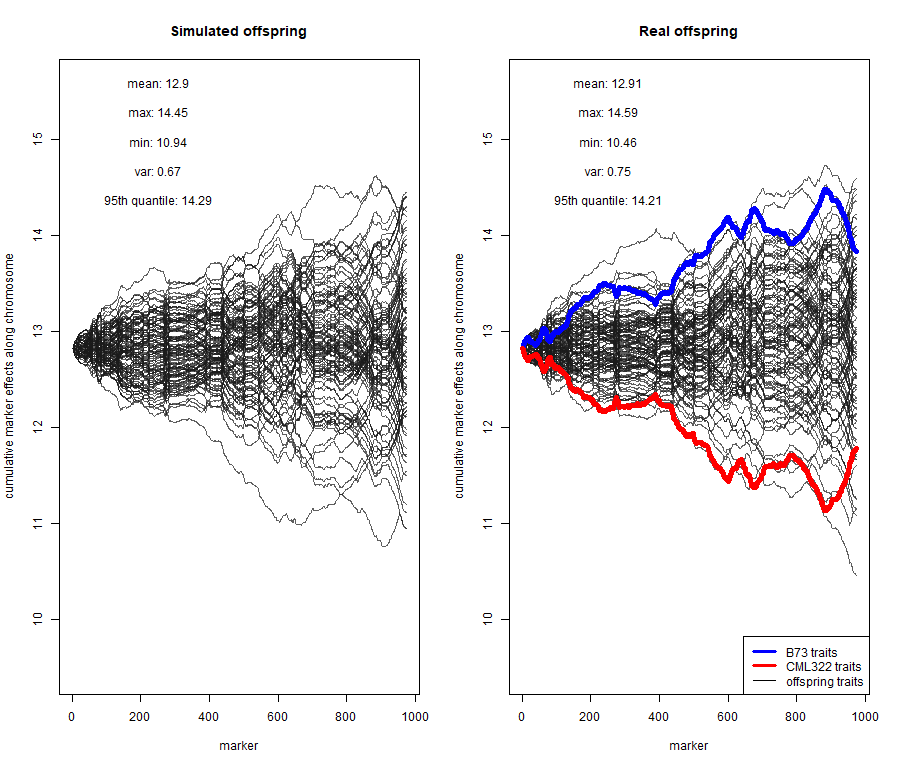 Simulated offspring
mean: 12.9
max: 14.45
min: 10.94
var: 0.67
95th quantile: 14.29
cumulative marker effects along chromosome
15
14
13
12
11
10
0 200 400 600 800 1000
marker
Real offspring
mean: 12.91
max: 14.59
min: 10.46
var: 0.75
95th quantile: 14.21
cumulative marker effects along chromosome
15
14
13
12
11
10
B73 traits
CML322 traits
offspring traits
0 200 400 600 800 1000
marker